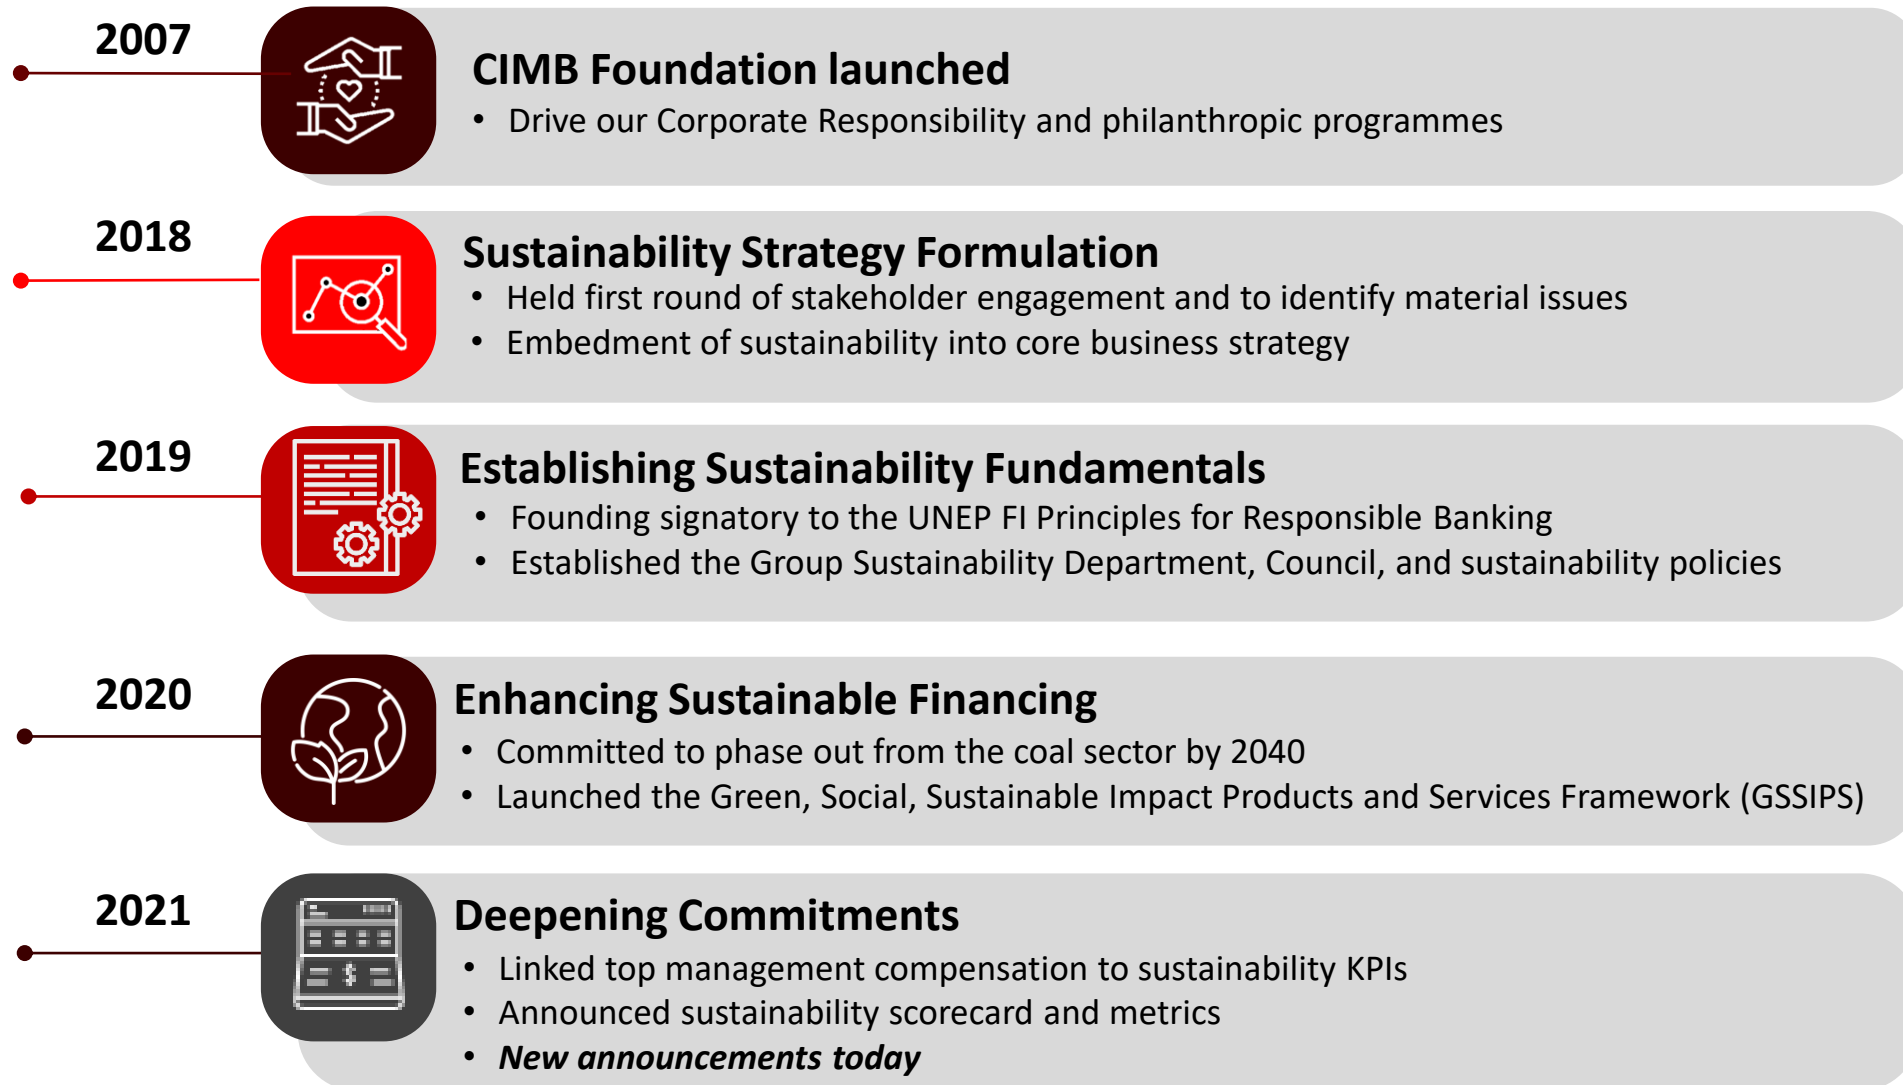 2007
CIMB Foundation launched
• Drive our Corporate Responsibility and philanthropic programmes
2018
Sustainability Strategy Formulation
• Held first round of stakeholder engagement and to identify material issues
• Embedment of sustainability into core business strategy
2019
Establishing Sustainability Fundamentals
• Founding signatory to the UNEP FI Principles for Responsible Banking
• Established the Group Sustainability Department, Council, and sustainability policies
2020
Enhancing Sustainable Financing
• Committed to phase out from the coal sector by 2040
• Launched the Green, Social, Sustainable Impact Products and Services Framework (GSSIPS)
2021
Deepening Commitments
• Linked top management compensation to sustainability KPIs
• Announced sustainability scorecard and metrics
• New announcements today